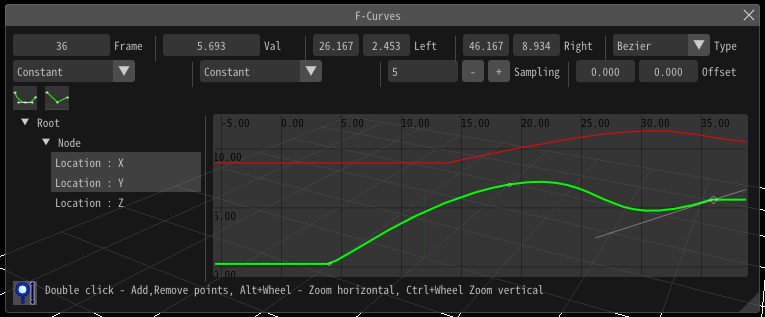 F-Curves
36 Frame 5.693 Val 26.167 2.453 Left 46.167 8.934 Right Bezier Type
Constant Constant 5 - + Sampling 0.000 0.000 Offset
Root
Node
Location : X
Location : Y
Location : Z
-5.00 0.00 5.00 10.00 15.00 20.00 25.00 30.00 35.00
10.00
5.00
Double click - Add,Remove points, Alt+Wheel - Zoom horizontal, Ctrl+Wheel Zoom vertical